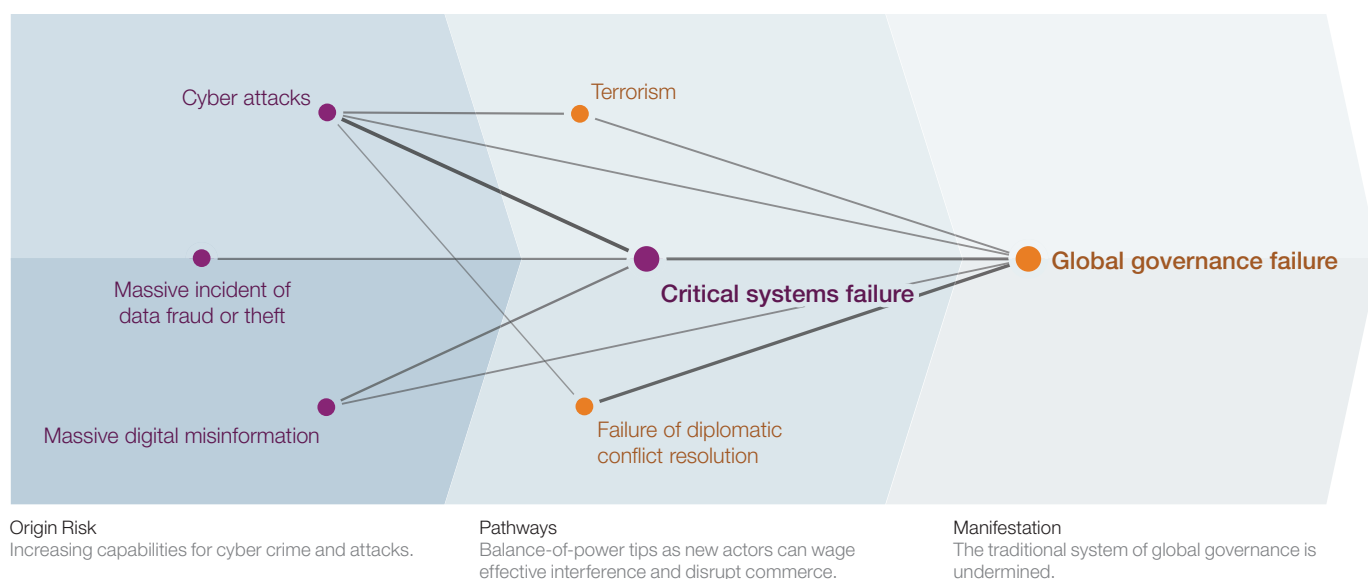 Cyber attacks
Terrorism
Global governance failure
Massive incident of
data fraud or theft
Critical systems failure
Massive digital misinformation
Failure of diplomatic
conflict resolution
Origin Risk
Increasing capabilities for cyber crime and attacks.
Pathways
Balance-of-power tips as new actors can wage
effective interference and disrupt commerce.
Manifestation
The traditional system of global governance is
undermined.